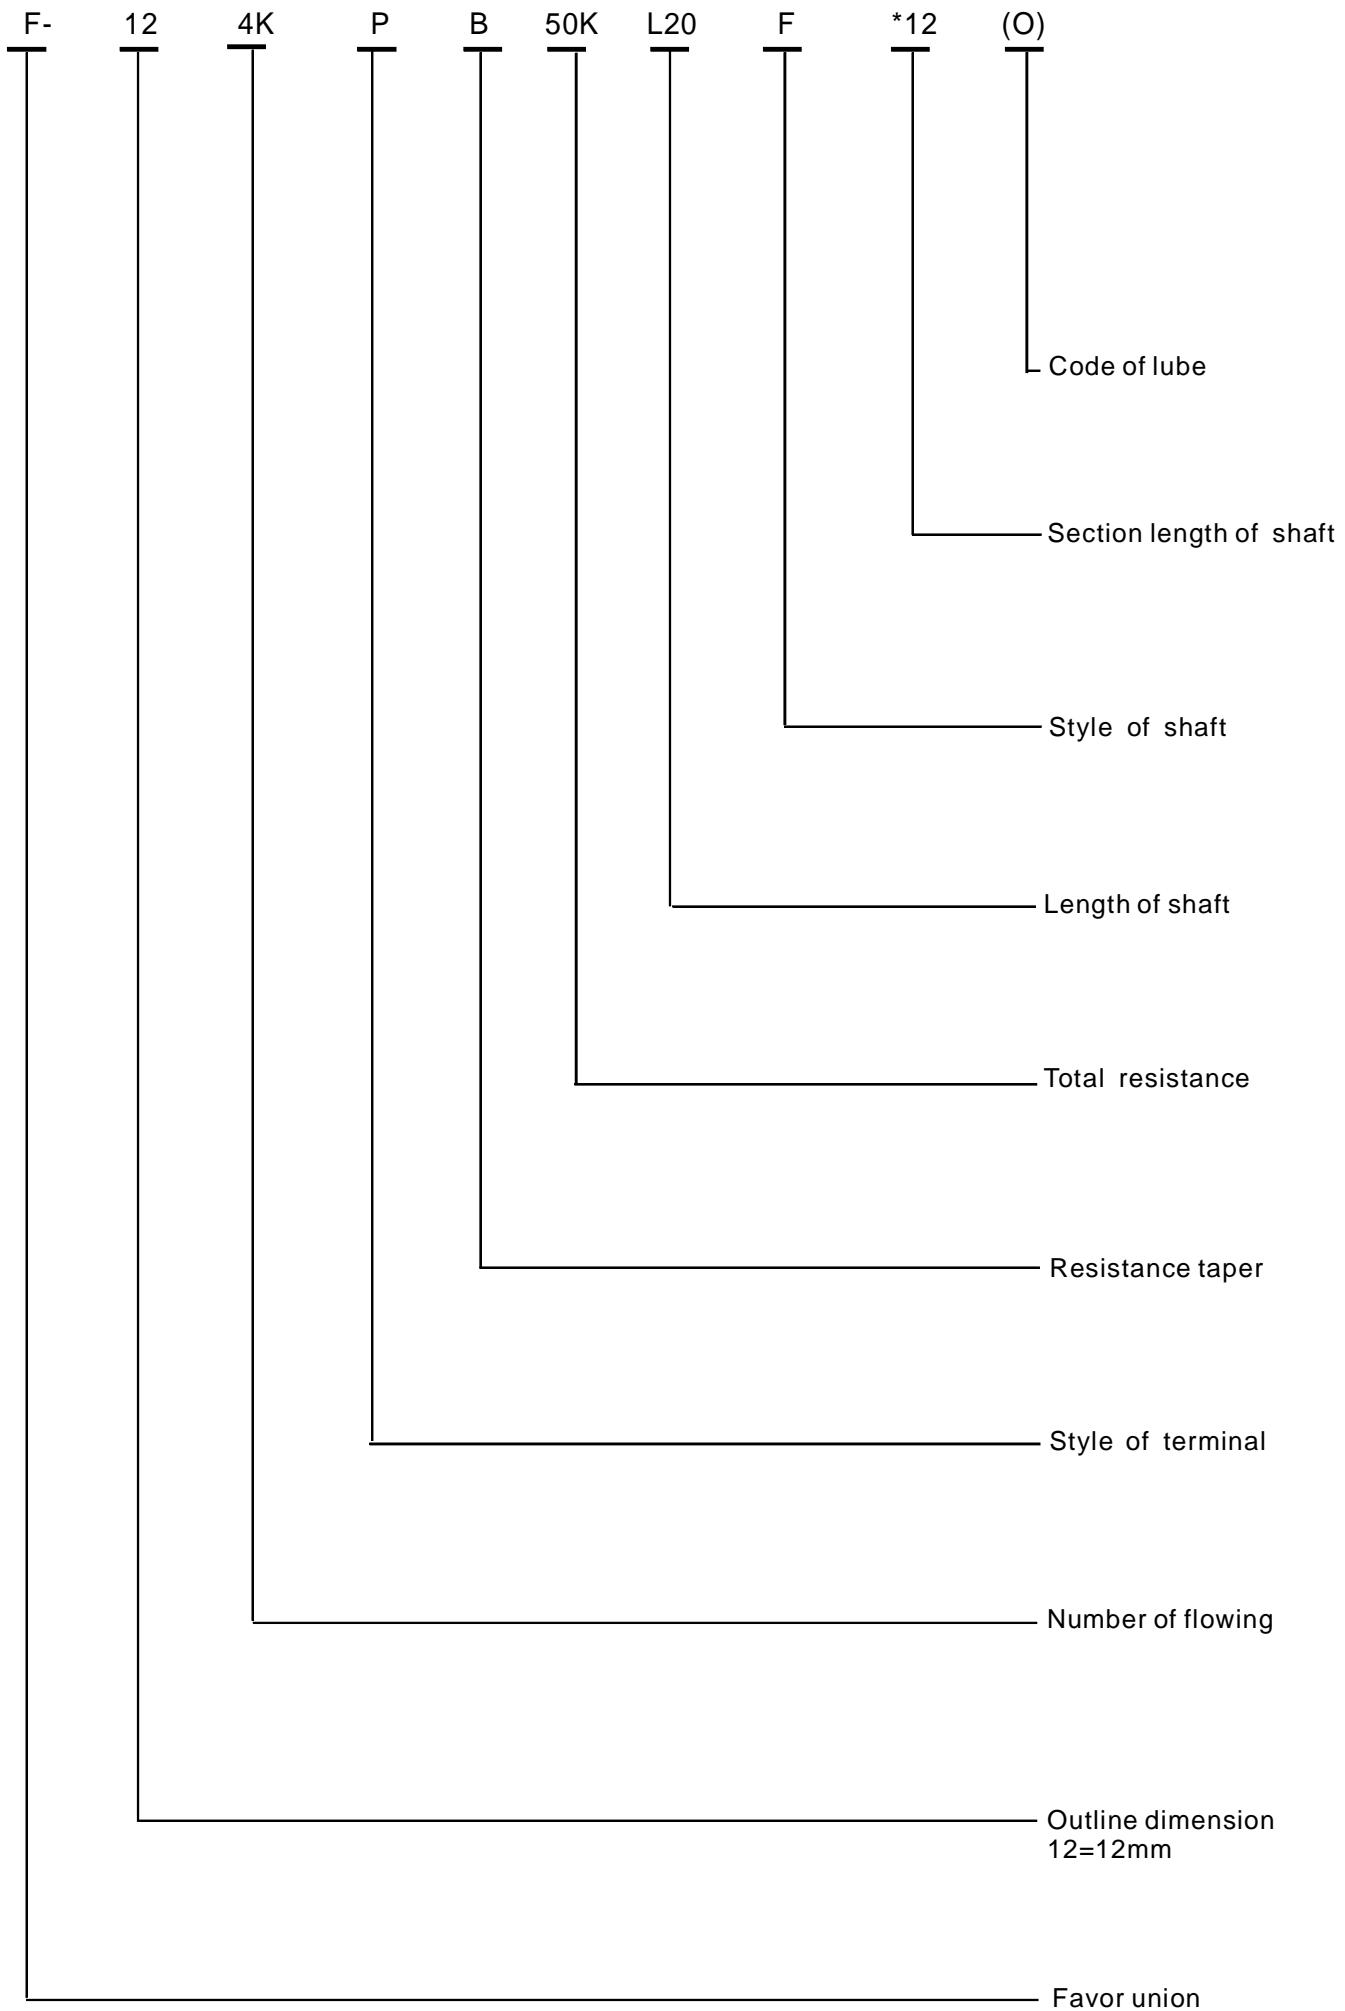 F- 12 4K P B 50K L20 F *12 (O)
Code of lube
Section length of shaft
Style of shaft
Length of shaft
Total resistance
Resistance taper
Style of terminal
Number of flowing
Outline dimension
12=12mm
Favor union